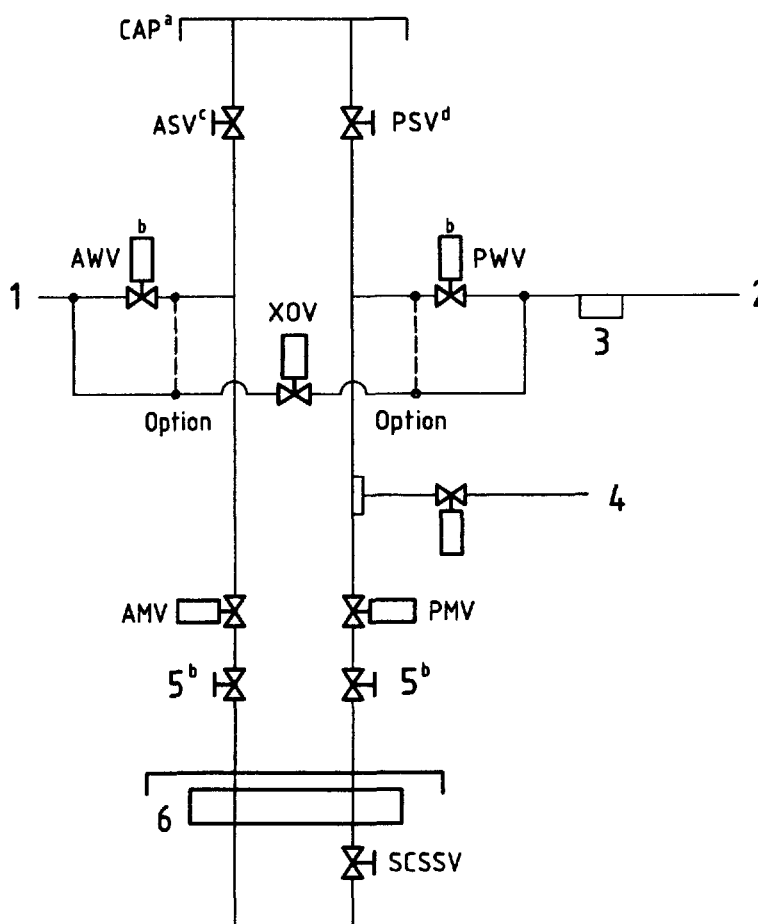 CAPᵃ
ASVᶜ PSVᵈ
b b
AWV PWV
1 2
XOV
3
Option Option
4
AMV PMV
5ᵇ 5ᵇ
6
SCSSV